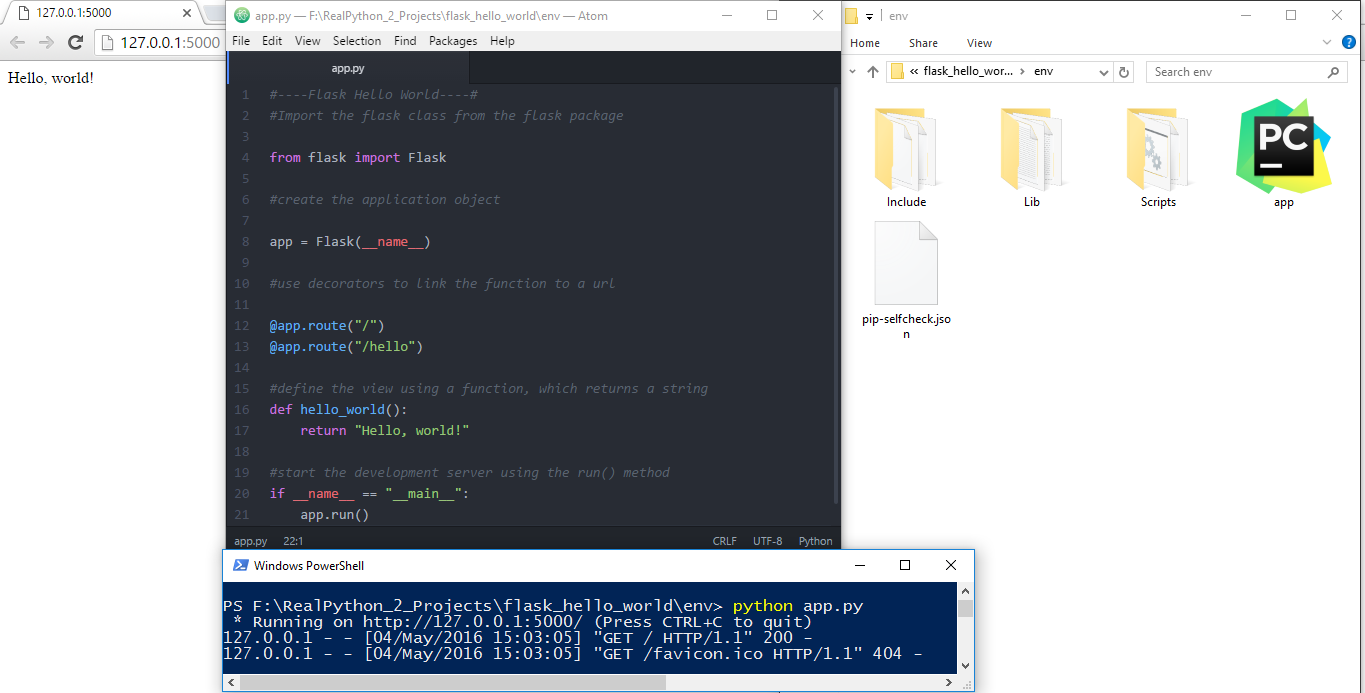 127.0.0.1:5000
127.0.0.1:5000
Hello, world!
app.py — F:\RealPython_2_Projects\flask_hello_world\env — Atom
File Edit View Selection Find Packages Help
app.py
1 #----Flask Hello World----#
2 #Import the flask class from the flask package
3
4 from flask import Flask
5
6 #create the application object
7
8 app = Flask(__name__)
9
10 #use decorators to link the function to a url
11
12 @app.route("/")
13 @app.route("/hello")
14
15 #define the view using a function, which returns a string
16 def hello_world():
17     return "Hello, world!"
18
19 #start the development server using the run() method
20 if __name__ == "__main__":
21     app.run()
app.py 22:1 CRLF UTF-8 Python
env
Home Share View
« flask_hello_wor... › env
Search env
Include Lib Scripts PC app
pip-selfcheck.jso
n
Windows PowerShell
PS F:\RealPython_2_Projects\flask_hello_world\env> python app.py
 * Running on http://127.0.0.1:5000/ (Press CTRL+C to quit)
127.0.0.1 - - [04/May/2016 15:03:05] "GET / HTTP/1.1" 200 -
127.0.0.1 - - [04/May/2016 15:03:05] "GET /favicon.ico HTTP/1.1" 404 -